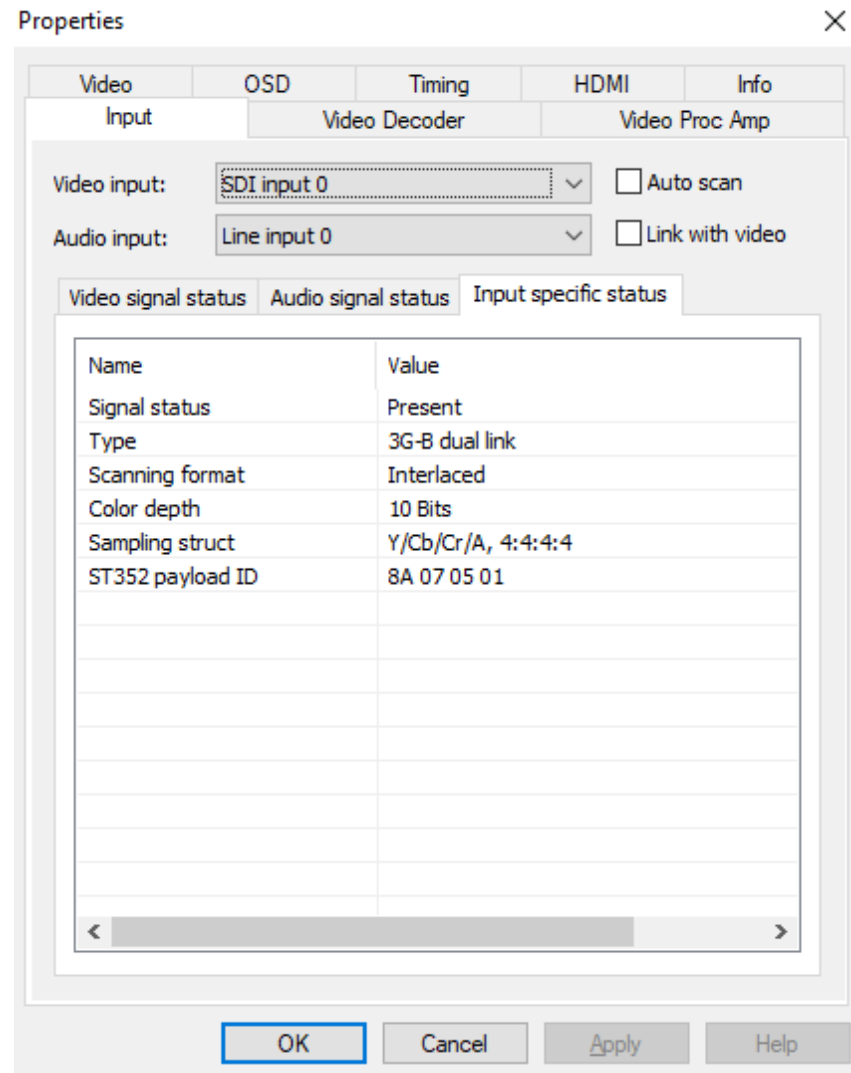 Properties
Video OSD Timing HDMI Info
Input Video Decoder Video Proc Amp
Video input: SDI input 0 Auto scan
Audio input: Line input 0 Link with video
Video signal status Audio signal status Input specific status
Name Value
Signal status Present
Type 3G-B dual link
Scanning format Interlaced
Color depth 10 Bits
Sampling struct Y/Cb/Cr/A, 4:4:4:4
ST352 payload ID 8A 07 05 01
OK Cancel Apply Help